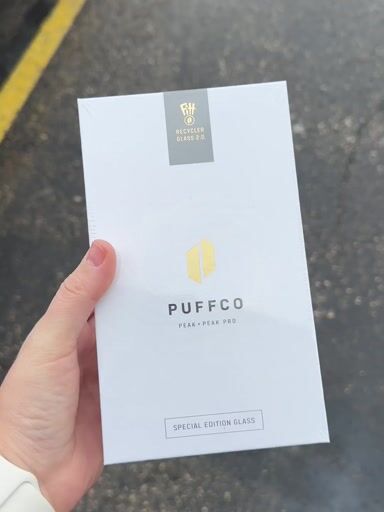 RECYCLER
GLASS 2.0
PUFFCO
PEAK + PEAK PRO
SPECIAL EDITION GLASS